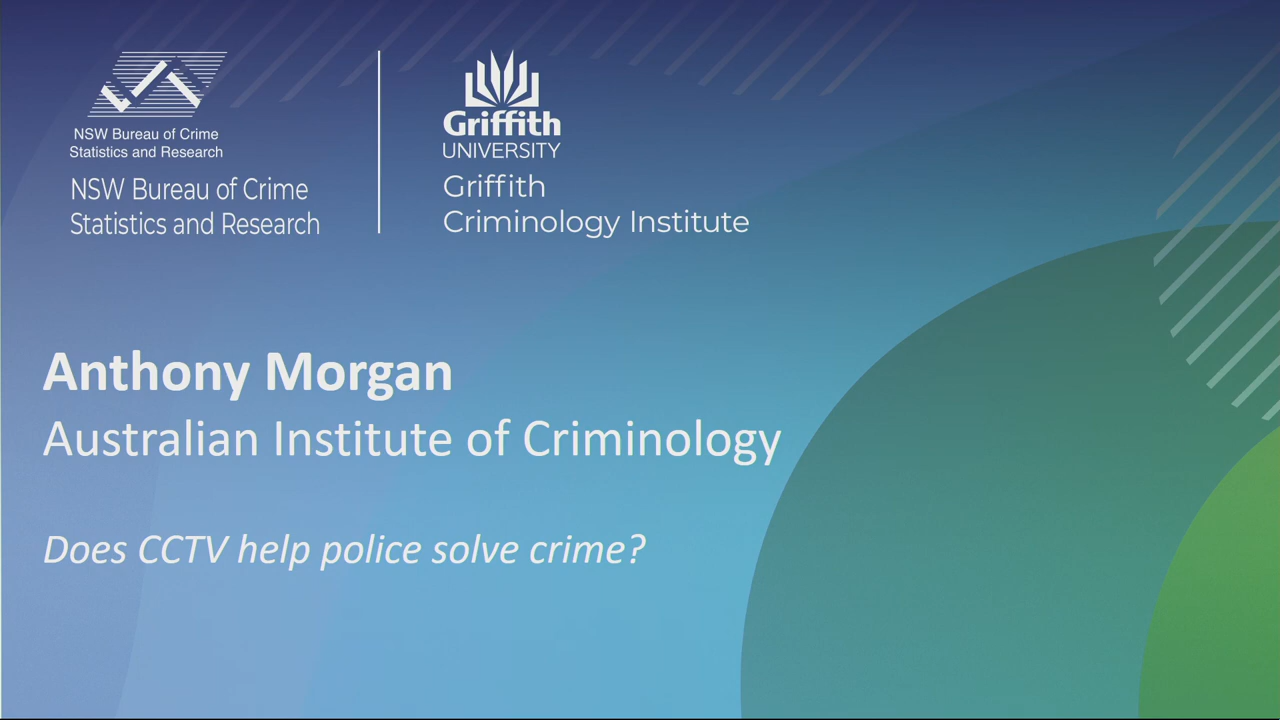 NSW Bureau of Crime
Statistics and Research
NSW Bureau of Crime
Statistics and Research
Griffith
UNIVERSITY
Griffith
Criminology Institute
Anthony Morgan
Australian Institute of Criminology
Does CCTV help police solve crime?